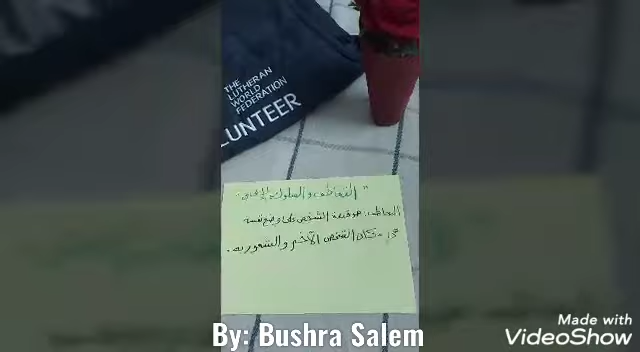 THE
LUTHERAN
WORLD
FEDERATION
LUNTEER
"التعاطف والسلوك
التعاطف: هو قدرة الشخص على وضع نفسه
في مكان الشخص الآخر والشعور به.
By: Bushra Salem
Made with
VideoShow